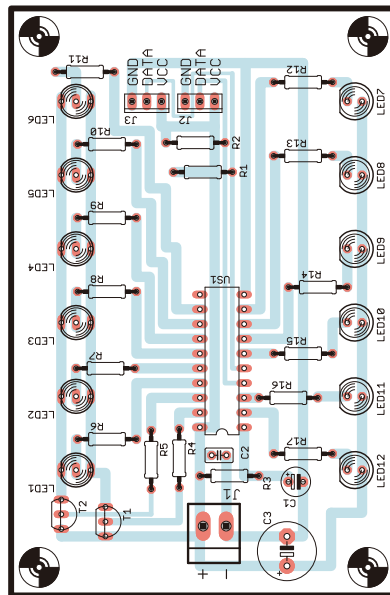 R11
GND
DATA
VCC
GND
DATA
VCC
R12
LED7
LED6
J3
J2
R10
R2
R13
LED5
R1
LED8
R9
LED4
LED9
R8
US1
R14
LED3
LED10
R7
R15
LED2
R16
LED11
R6
R5
R4
C2
R17
LED1
R3
LED12
T2
T1
J1
C1
C3
+
-
+
+